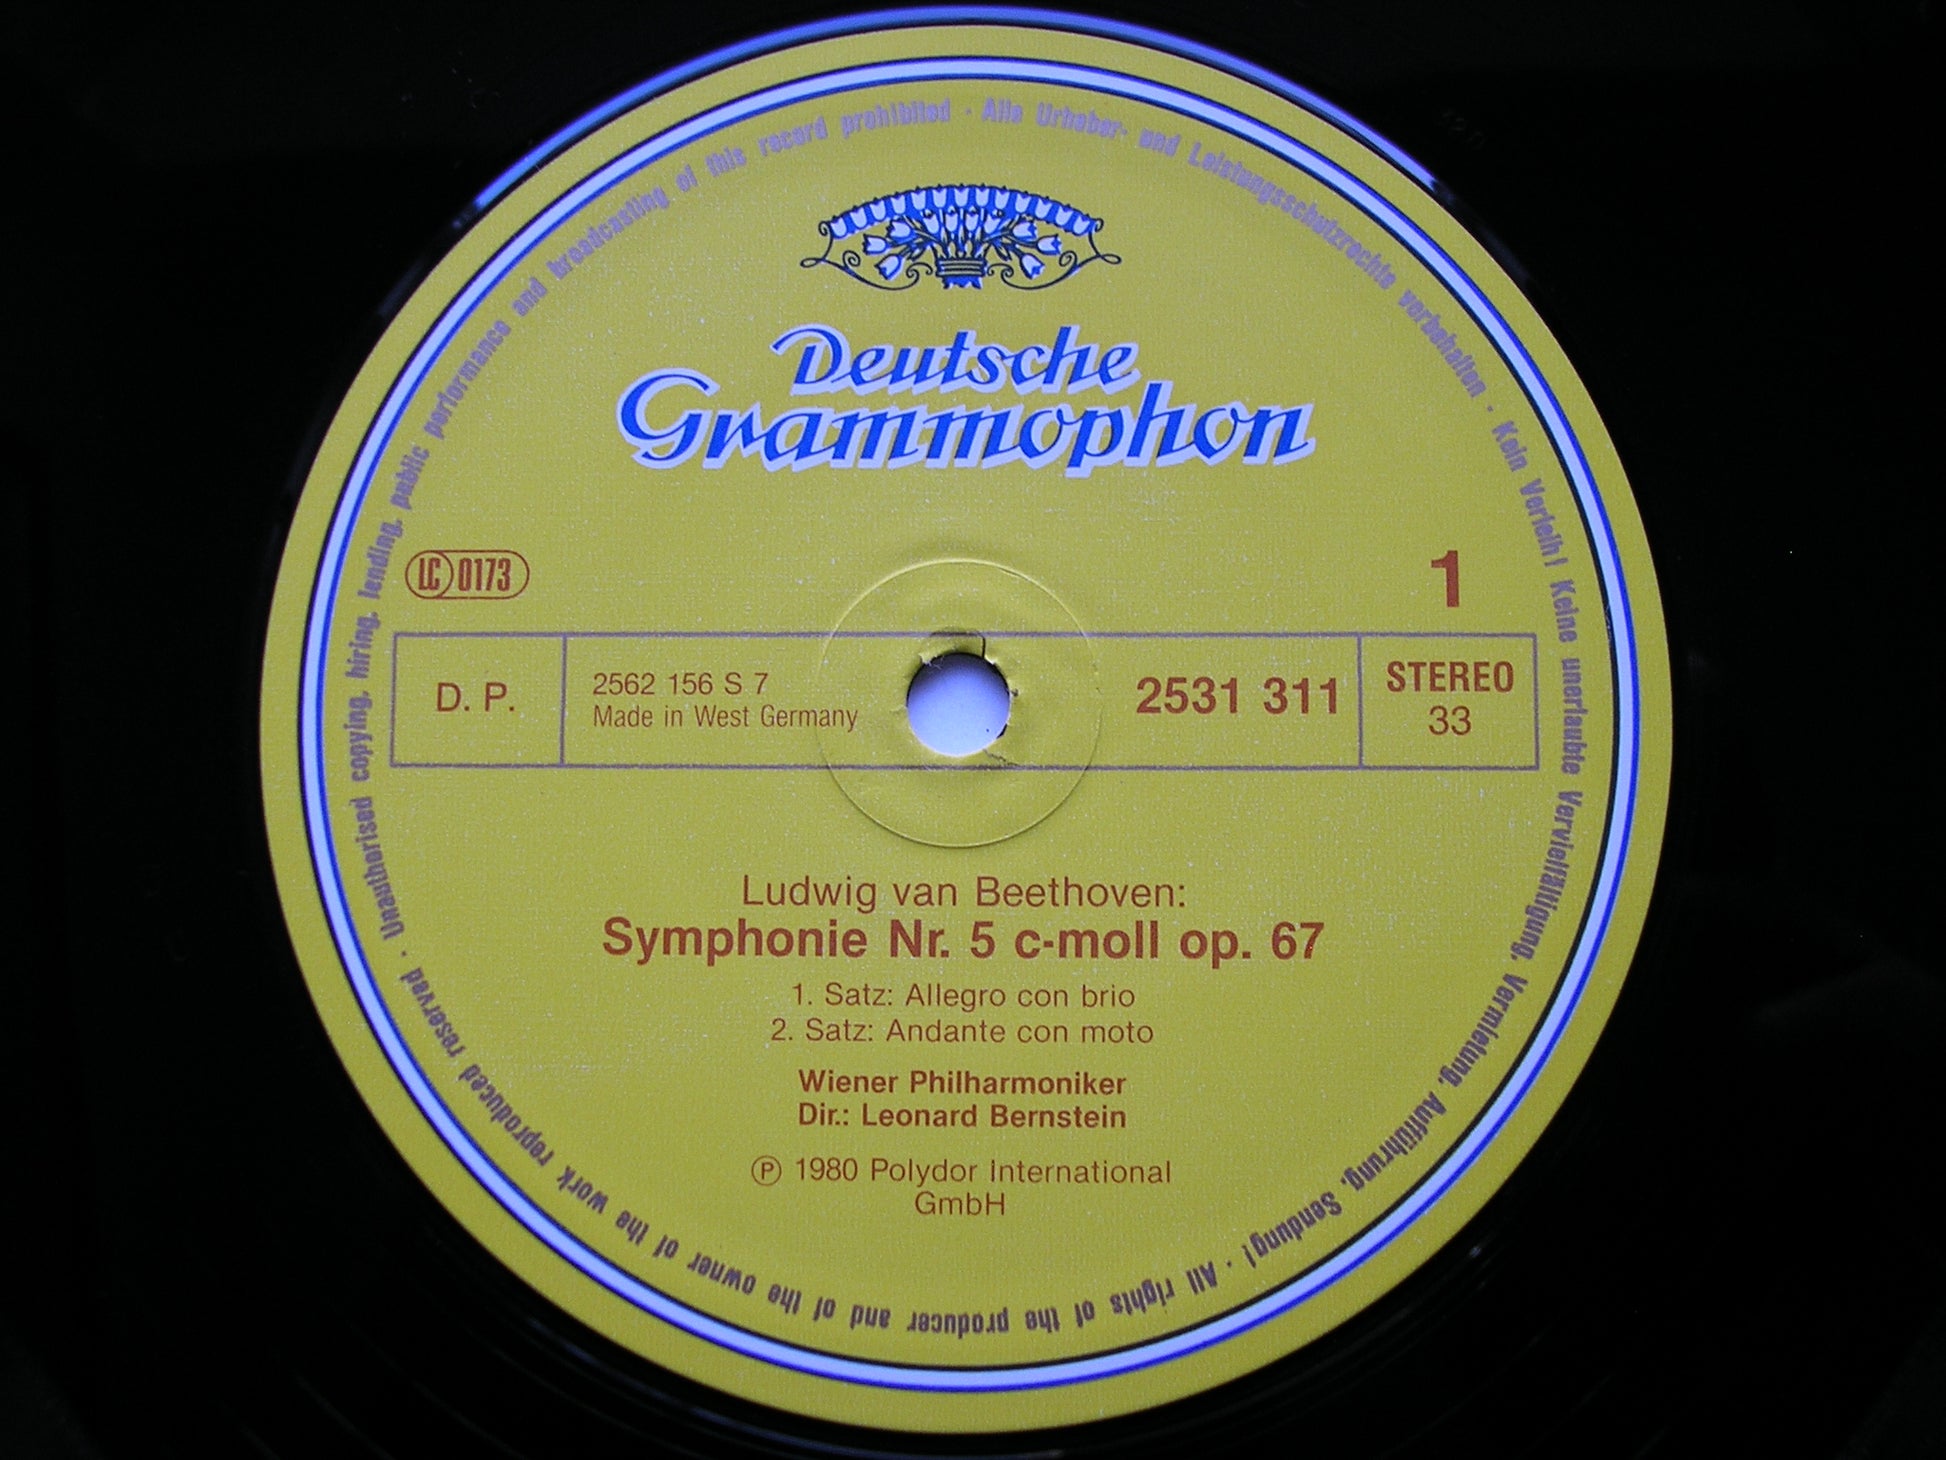 Deutsche
Grammophon
LC 0173
1
D. P.
2562 156 S 7
Made in West Germany
2531 311
STEREO
33
Ludwig van Beethoven:
Symphonie Nr. 5 c-moll op. 67
1. Satz: Allegro con brio
2. Satz: Andante con moto
Wiener Philharmoniker
Dir.: Leonard Bernstein
℗ 1980 Polydor International
GmbH
Alle Urheber- und Leistungsschutzrechte vorbehalten · Kein Verleih! Keine unerlaubte Vervielfältigung, Vermietung, Aufführung, Sendung! · All rights of the producer and of the owner of the work reproduced reserved · Unauthorised copying, hiring, lending, public performance and broadcasting of this record prohibited ·